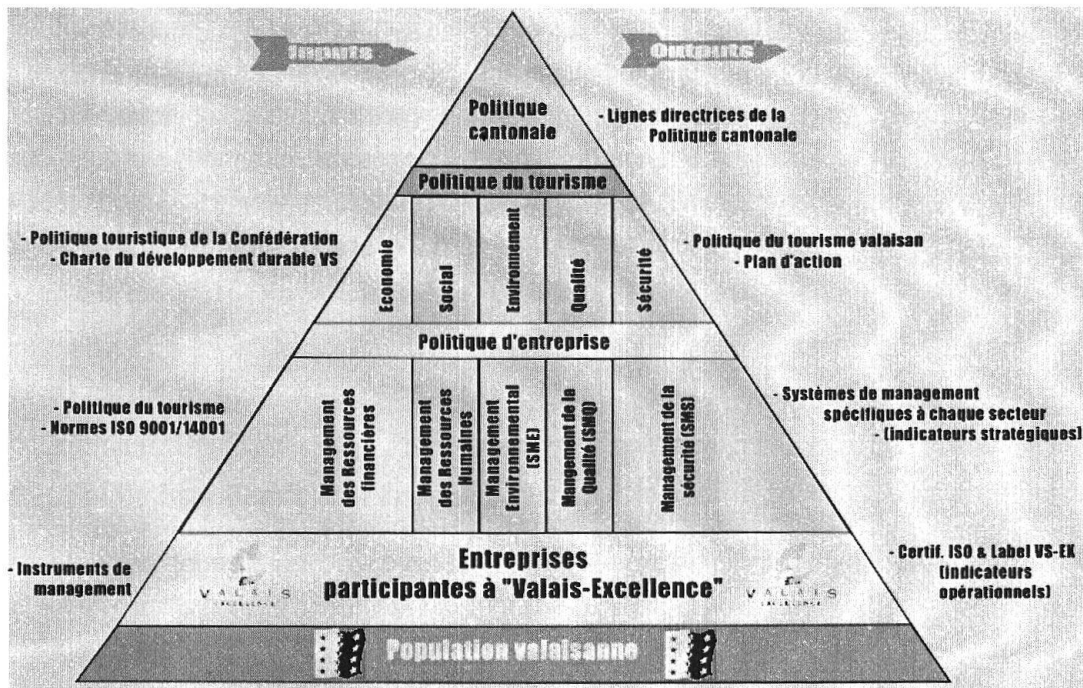 Inputs
Outputs
Politique
cantonale
- Lignes directrices de la
Politique cantonale
Politique du tourisme
- Politique touristique de la Confédération
- Charte du développement durable VS
Economie
Social
Environnement
Qualité
Sécurité
- Politique du tourisme valaisan
- Plan d'action
Politique d'entreprise
- Politique du tourisme
- Normes ISO 9001/14001
Management
des Ressources
financières
Management
des Ressources
Humaines
Management
Environnemental
(SME)
Mangement de la
Qualité (SMQ)
Management de la
sécurité (SMS)
- Systèmes de management
spécifiques à chaque secteur
- (indicateurs stratégiques)
- Instruments de
management
VALAIS
EXCELLENCE
Entreprises
participantes à "Valais-Excellence"
VALAIS
EXCELLENCE
- Certif. ISO & Label VS-EX
(indicateurs
opérationnels)
Population valaisanne